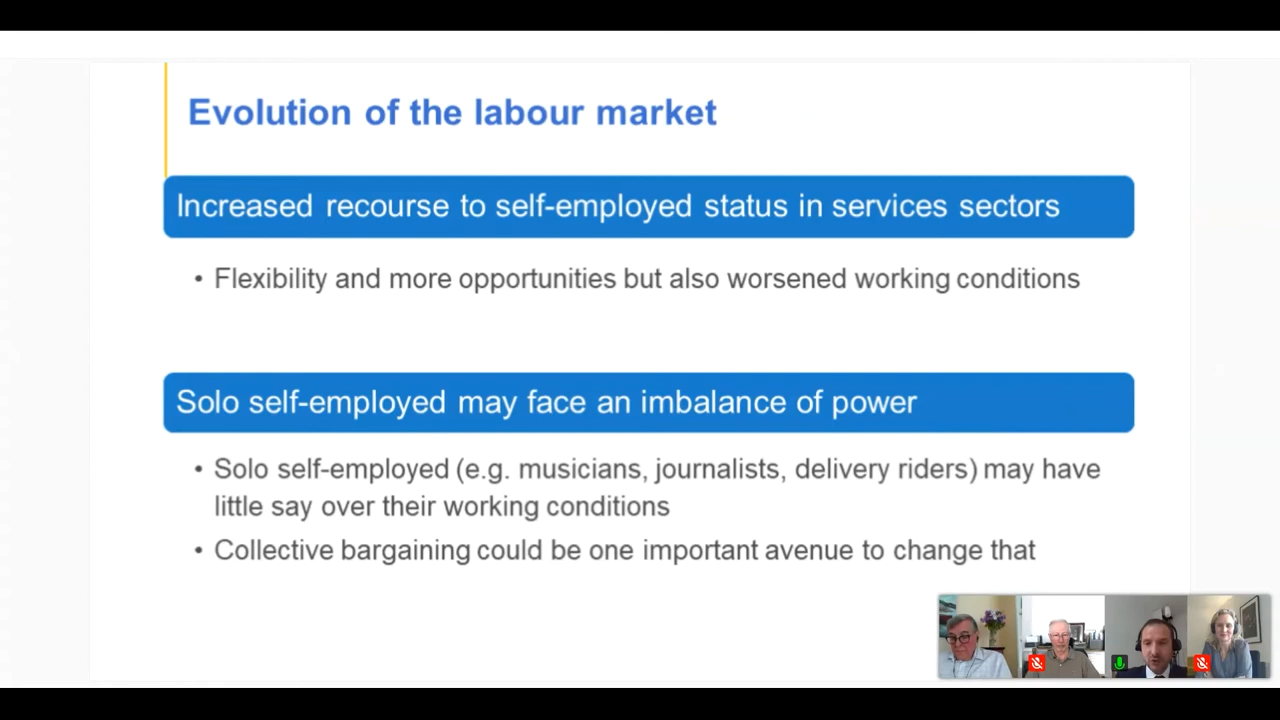 Evolution of the labour market
Increased recourse to self-employed status in services sectors
• Flexibility and more opportunities but also worsened working conditions
Solo self-employed may face an imbalance of power
• Solo self-employed (e.g. musicians, journalists, delivery riders) may have
little say over their working conditions
• Collective bargaining could be one important avenue to change that